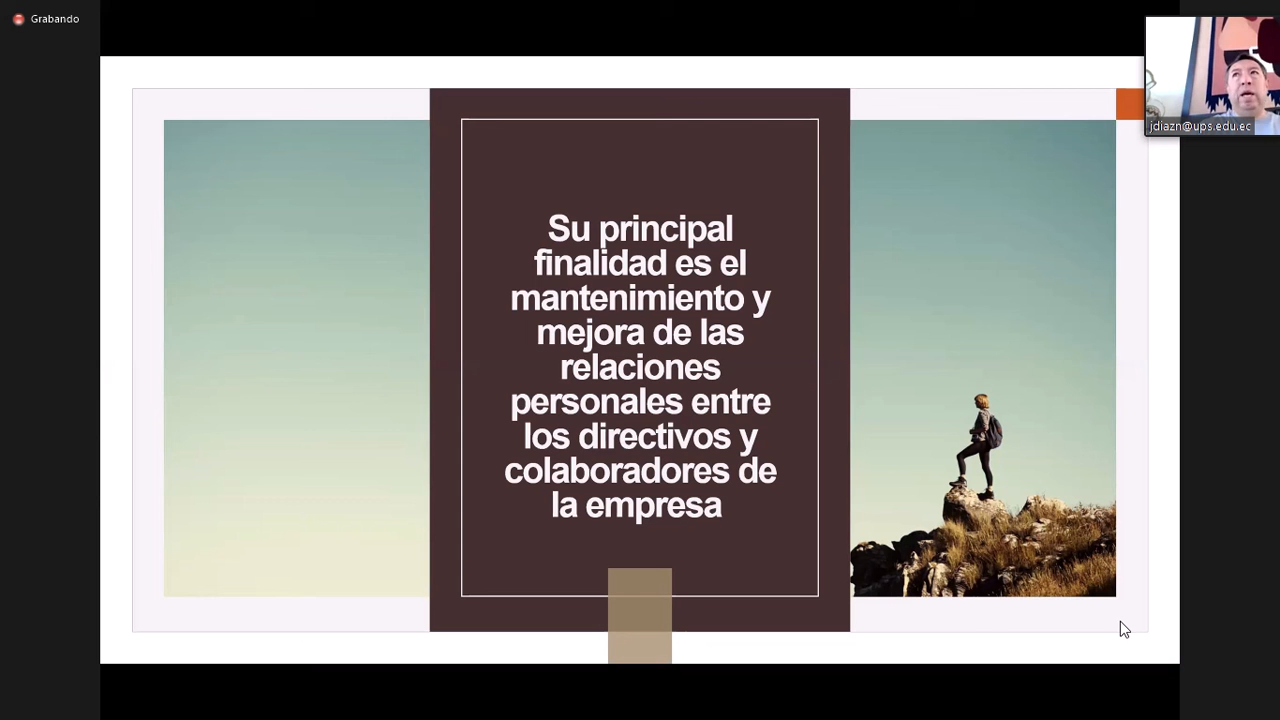 Grabando
jdiazn@ups.edu.ec
Su principal
finalidad es el
mantenimiento y
mejora de las
relaciones
personales entre
los directivos y
colaboradores de
la empresa